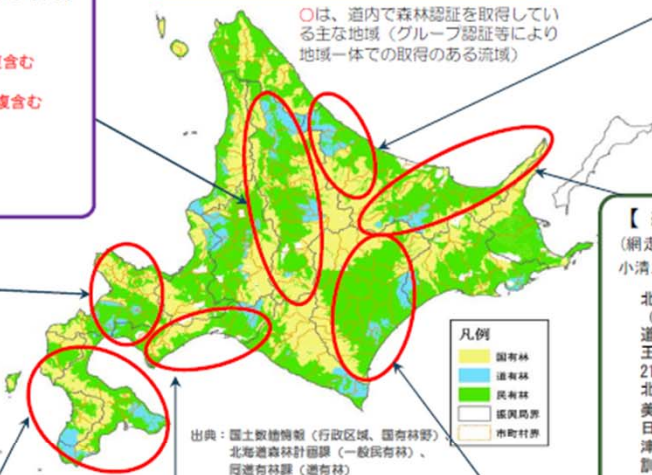 ○は、道内で森林認証を取得してい
る主な地域（グループ認証等により
地域一体での取得のある流域）
含む
复含む
【
（網走
小清
北
（
道
王
21
北
美
日
津
凡例
国有林
道有林
民有林
振興局界
市町村界
出典：国土数値情報（行政区域、国有林野）、
北海道森林計画課（一般民有林）、
同道有林課（道有林）